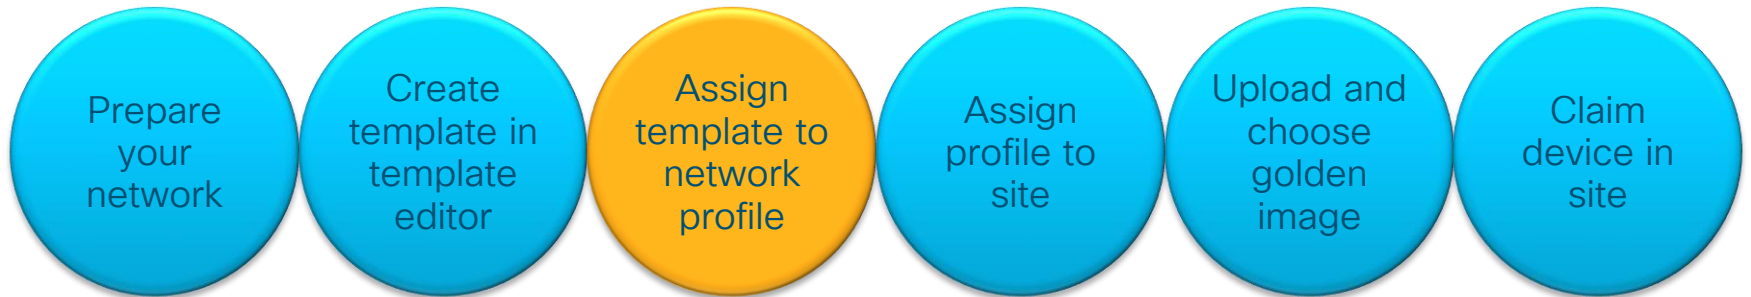 Prepare
your
network
Create
template in
template
editor
Assign
template to
network
profile
Assign
profile to
site
Upload and
choose
golden
image
Claim
device in
site